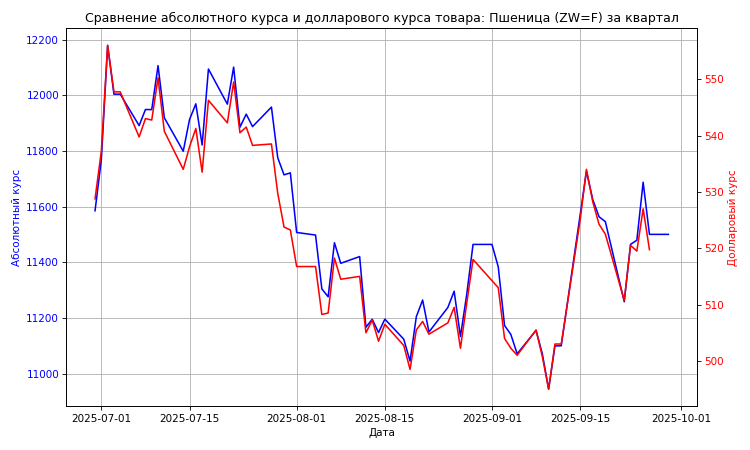 Сравнение абсолютного курса и долларового курса товара: Пшеница (ZW=F) за квартал
12200
12000
11800
11600
11400
11200
11000
Абсолютный курс
550
540
530
520
510
500
Долларовый курс
2025-07-01 2025-07-15 2025-08-01 2025-08-15 2025-09-01 2025-09-15 2025-10-01
Дата